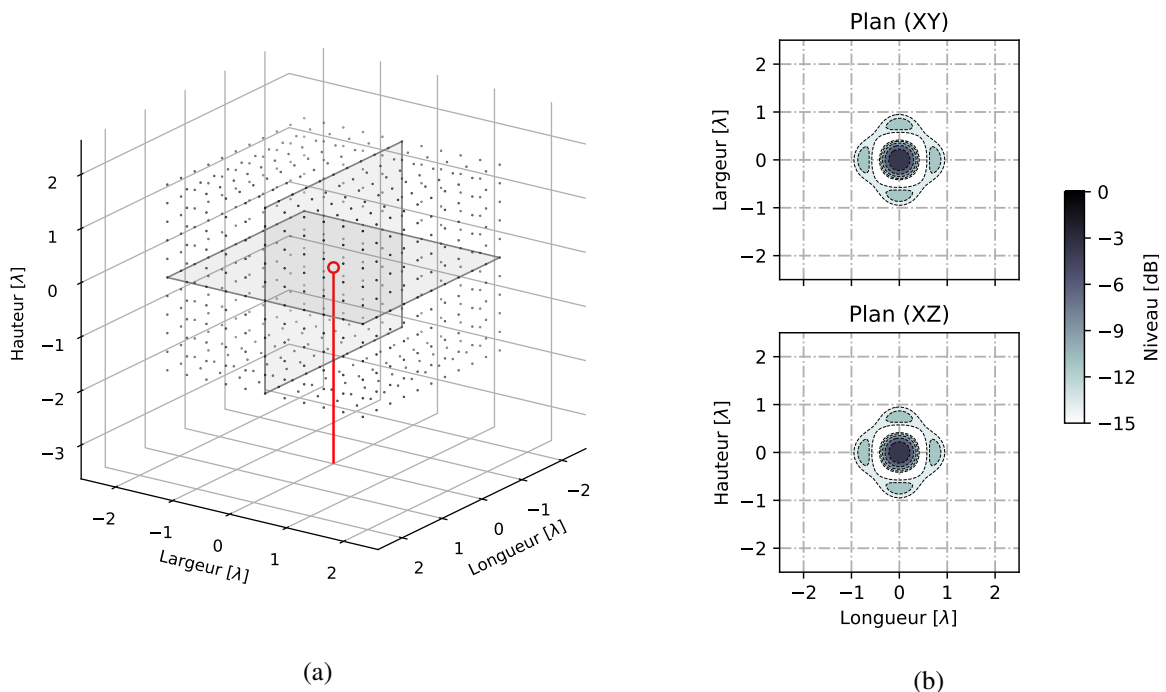 2
1
0
−1
−2
−3
Hauteur [λ]
−2
−1
0
1
2
Largeur [λ]
2
1
0
−1
−2
Longueur [λ]
(a)
Plan (XY)
2
1
0
−1
−2
Largeur [λ]
Plan (XZ)
2
1
0
−1
−2
Hauteur [λ]
−2 −1 0 1 2
Longueur [λ]
0
−3
−6
−9
−12
−15
Niveau [dB]
(b)